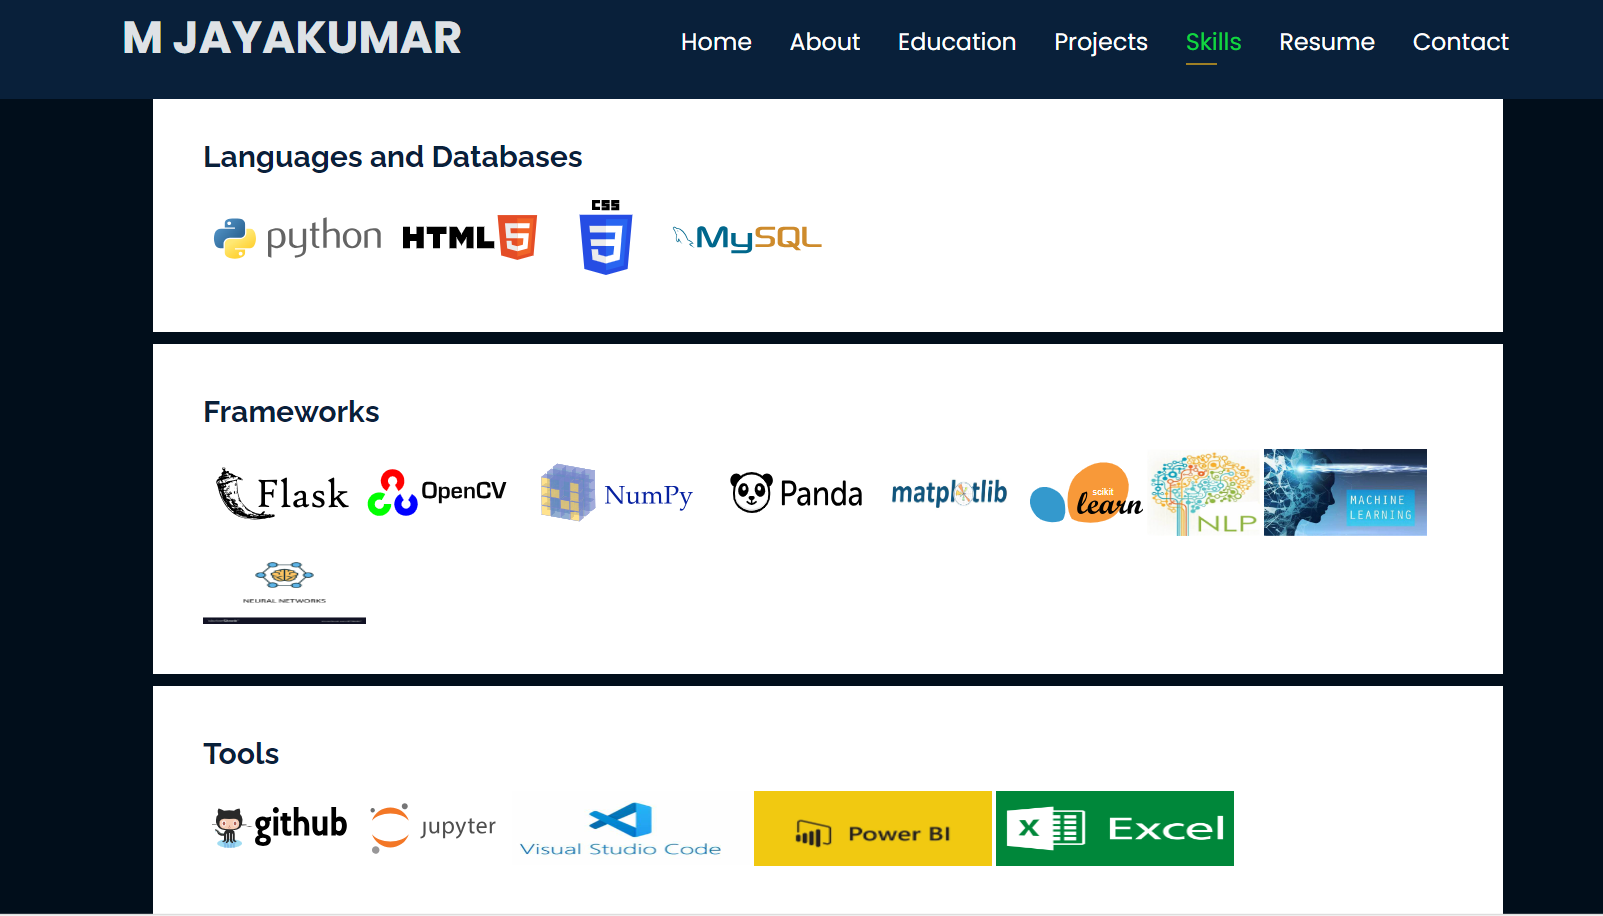 M JAYAKUMAR
Home About Education Projects Skills Resume Contact
Languages and Databases
python HTML 5 CSS 3 MySQL
Frameworks
Flask OpenCV NumPy Panda matplotlib scikit learn NLP MACHINE LEARNING
NEURAL NETWORKS
Tools
github jupyter Visual Studio Code Power BI X Excel